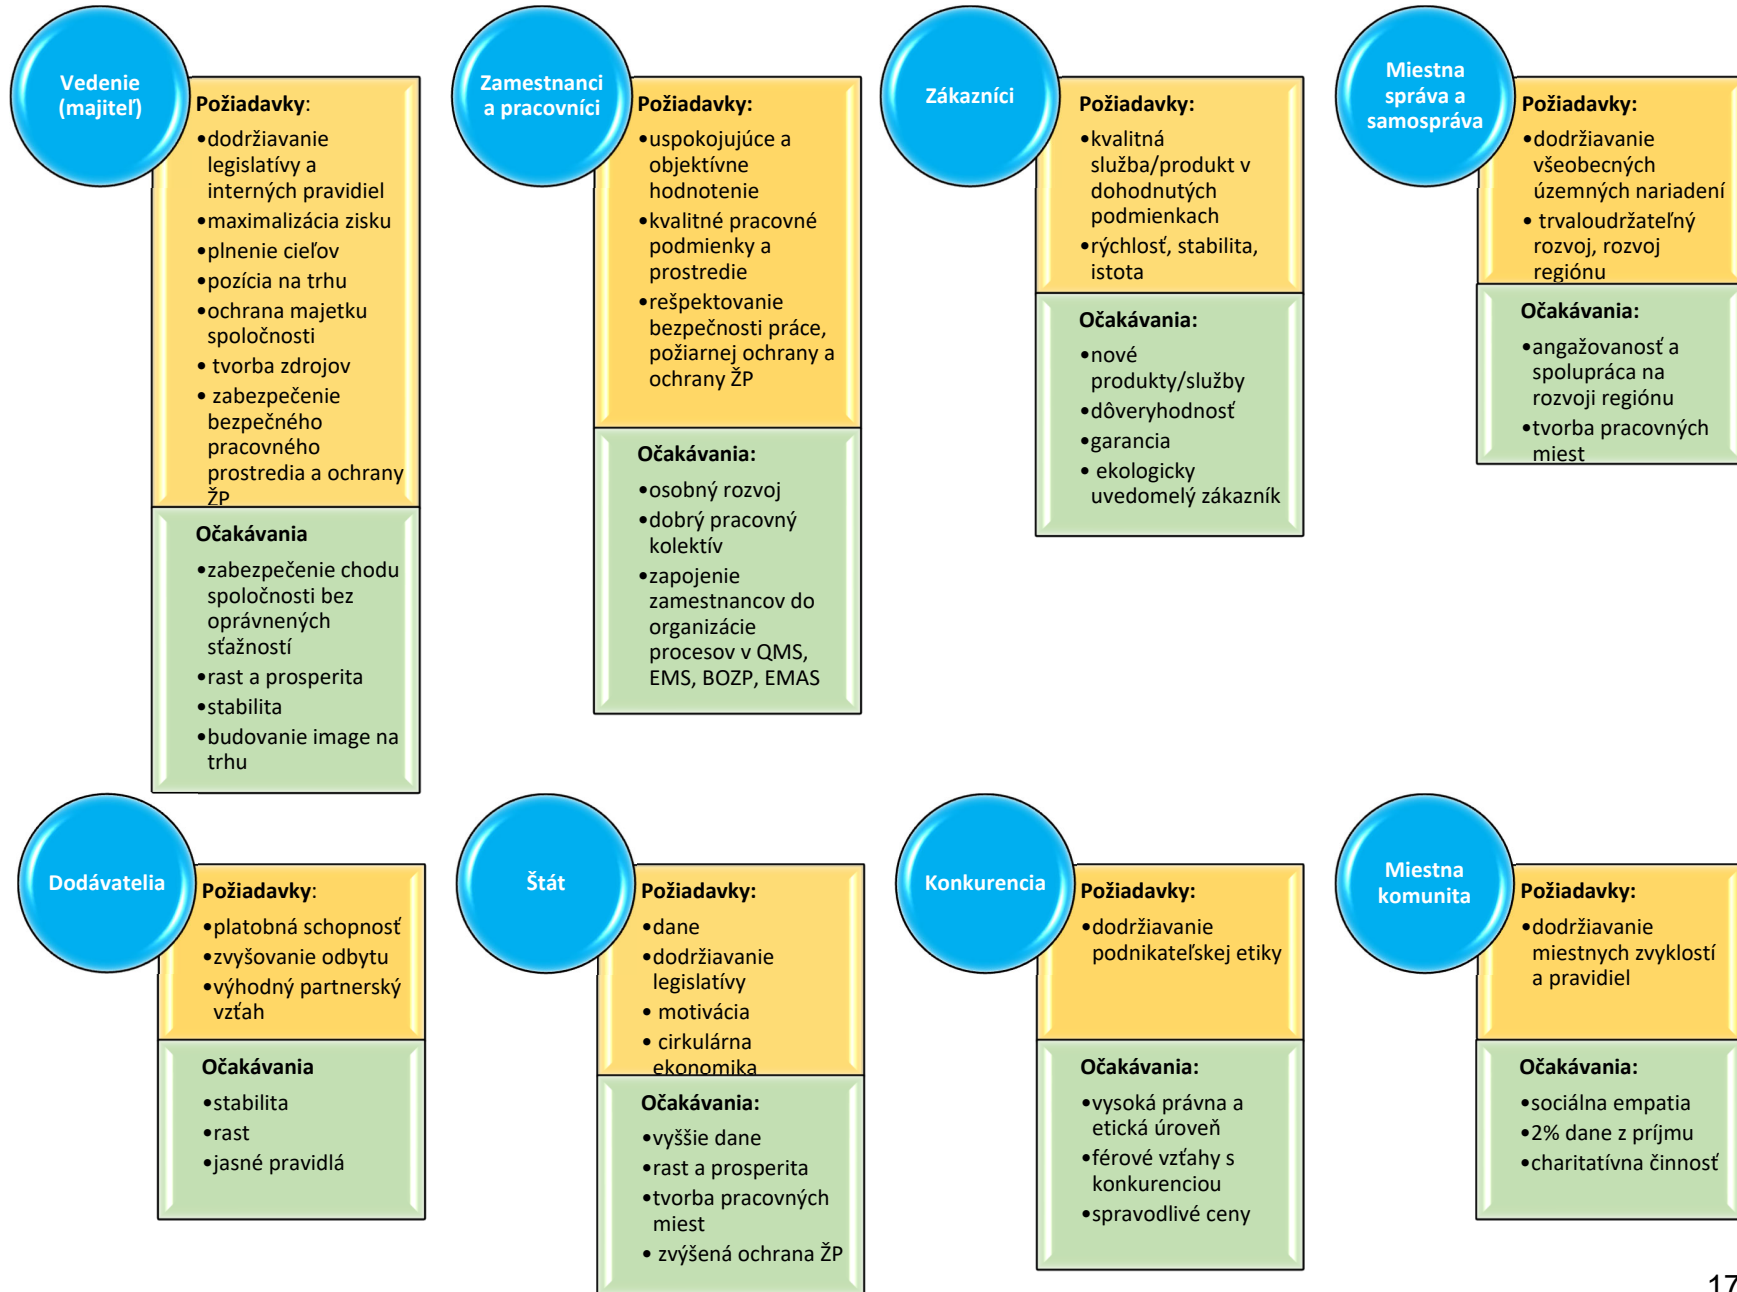 Vedenie
(majiteľ)
Požiadavky:
•dodržiavanie
legislatívy a
interných pravidiel
•maximalizácia zisku
•plnenie cieľov
•pozícia na trhu
•ochrana majetku
spoločnosti
• tvorba zdrojov
• zabezpečenie
bezpečného
pracovného
prostredia a ochrany
ŽP
Očakávania
•zabezpečenie chodu
spoločnosti bez
oprávnených
sťažností
•rast a prosperita
•stabilita
•budovanie image na
trhu
Zamestnanci
a pracovníci
Požiadavky:
•uspokojujúce a
objektívne
hodnotenie
•kvalitné pracovné
podmienky a
prostredie
•rešpektovanie
bezpečnosti práce,
požiarnej ochrany a
ochrany ŽP
Očakávania:
•osobný rozvoj
•dobrý pracovný
kolektív
•zapojenie
zamestnancov do
organizácie
procesov v QMS,
EMS, BOZP, EMAS
Zákazníci
Požiadavky:
•kvalitná
služba/produkt v
dohodnutých
podmienkach
•rýchlosť, stabilita,
istota
Očakávania:
•nové
produkty/služby
•dôveryhodnosť
•garancia
• ekologicky
uvedomelý zákazník
Miestna
správa a
samospráva
Požiadavky:
•dodržiavanie
všeobecných
územných nariadení
• trvaloudržateľný
rozvoj, rozvoj
regiónu
Očakávania:
•angažovanosť a
spolupráca na
rozvoji regiónu
•tvorba pracovných
miest
Dodávatelia
Požiadavky:
•platobná schopnosť
•zvyšovanie odbytu
•výhodný partnerský
vzťah
Očakávania
•stabilita
•rast
•jasné pravidlá
Štát
Požiadavky:
•dane
•dodržiavanie
legislatívy
• motivácia
• cirkulárna
ekonomika
Očakávania:
•vyššie dane
•rast a prosperita
•tvorba pracovných
miest
• zvýšená ochrana ŽP
Konkurencia
Požiadavky:
•dodržiavanie
podnikateľskej etiky
Očakávania:
•vysoká právna a
etická úroveň
•férové vzťahy s
konkurenciou
•spravodlivé ceny
Miestna
komunita
Požiadavky:
•dodržiavanie
miestnych zvyklostí
a pravidiel
Očakávania:
•sociálna empatia
•2% dane z príjmu
•charitatívna činnosť
17